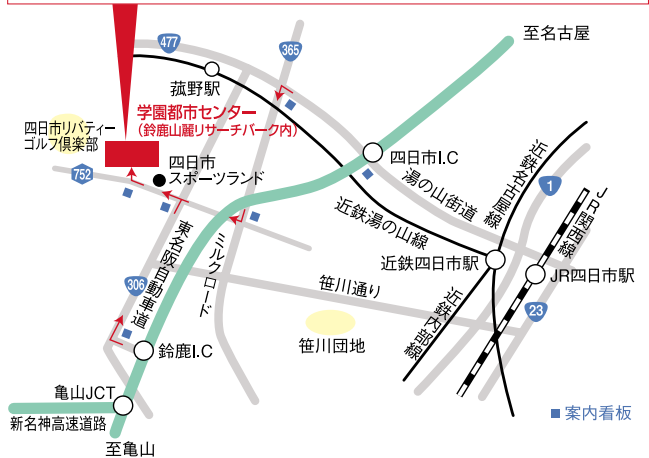 477
365
至名古屋
菰野駅
学園都市センター
（鈴鹿山麗リサーチパーク内）
四日市リバティー
ゴルフ倶楽部
四日市
スポーツランド
752
四日市I.C
湯の山街道
近鉄名古屋線
1
JR関西線
近鉄湯の山線
東名阪自動車道
ミルクロード
近鉄四日市駅
JR四日市駅
306
笹川通り
23
近鉄内部線
笹川団地
鈴鹿I.C
亀山JCT
新名神高速道路
至亀山
■案内看板